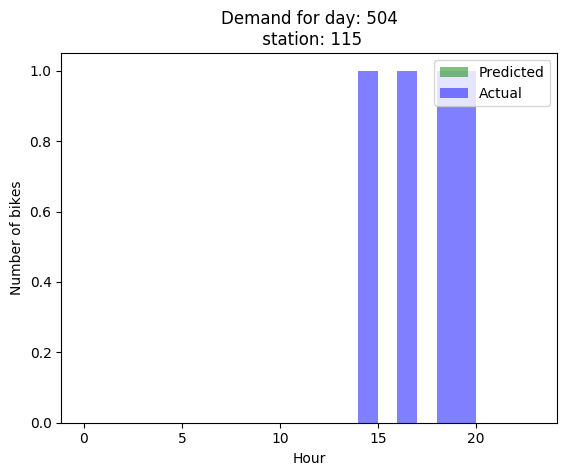 Demand for day: 504
station: 115
Predicted
Actual
1.0
0.8
0.6
0.4
0.2
0.0
Number of bikes
0 5 10 15 20
Hour